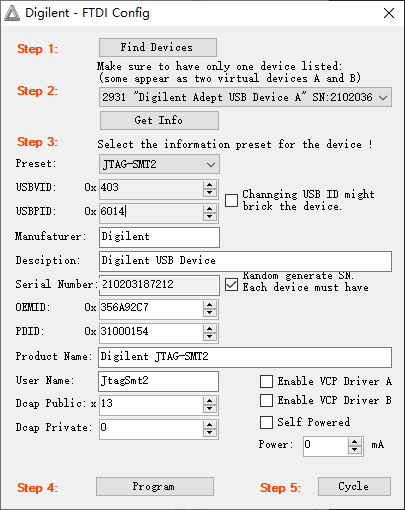 Digilent - FTDI Config
Step 1:
Find Devices
Make sure to have only one device listed:
(some appear as two virtual devices A and B)
Step 2:
2931 "Digilent Adept USB Device A" SN:2102036
Get Info
Step 3:
Select the information preset for the device !
Preset: JTAG-SMT2
USBVID: 0x 403
Channging USB ID might
brick the device.
USBPID: 0x 6014
Manufaturer: Digilent
Desciption: Digilent USB Device
Serial Number: 210203187212
Random generate SN.
Each device must have
OEMID: 0x 356A92C7
PDID: 0x 31000154
Product Name: Digilent JTAG-SMT2
User Name: JtagSmt2
Enable VCP Driver A
Dcap Public: x 13
Enable VCP Driver B
Dcap Private: 0
Self Powered
Power: 0 mA
Step 4: Program
Step 5: Cycle